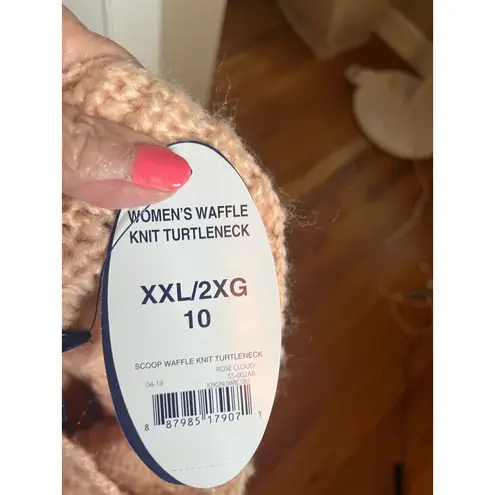 WOMEN'S WAFFLE
KNIT TURTLENECK
XXL/2XG
10
SCOOP WAFFLE KNIT TURTLENECK
ROSE CLOUD
04-19
8 87985 17907 1